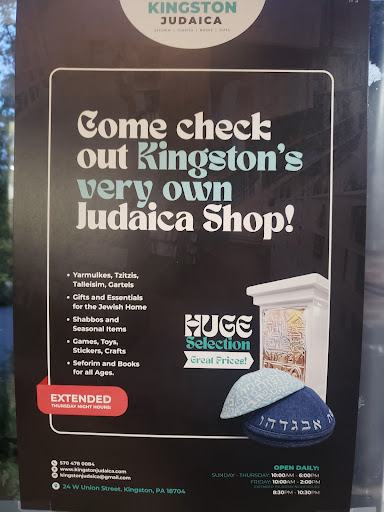 KINGSTON
JUDAICA
Come check
out Kingston's
very own
Judaica Shop!
• Yarmulkes, Tzitzis,
Talleisim, Gartels
• Gifts and Essentials
for the Jewish Home
• Shabbos and
Seasonal Items
• Games, Toys,
Stickers, Crafts
• Seforim and Books
for all Ages.
HUGE
Selection
Great Prices!
EXTENDED
THURSDAY NIGHT HOURS!
570 478 0084
www.kingstonjudaica.com
kingstonjudaica@gmail.com
24 W Union Street, Kingston, PA 18704
OPEN DAILY:
SUNDAY - THURSDAY: 10:00AM - 6:00PM
FRIDAY: 10:00AM - 2:00PM
8:30PM - 10:30PM